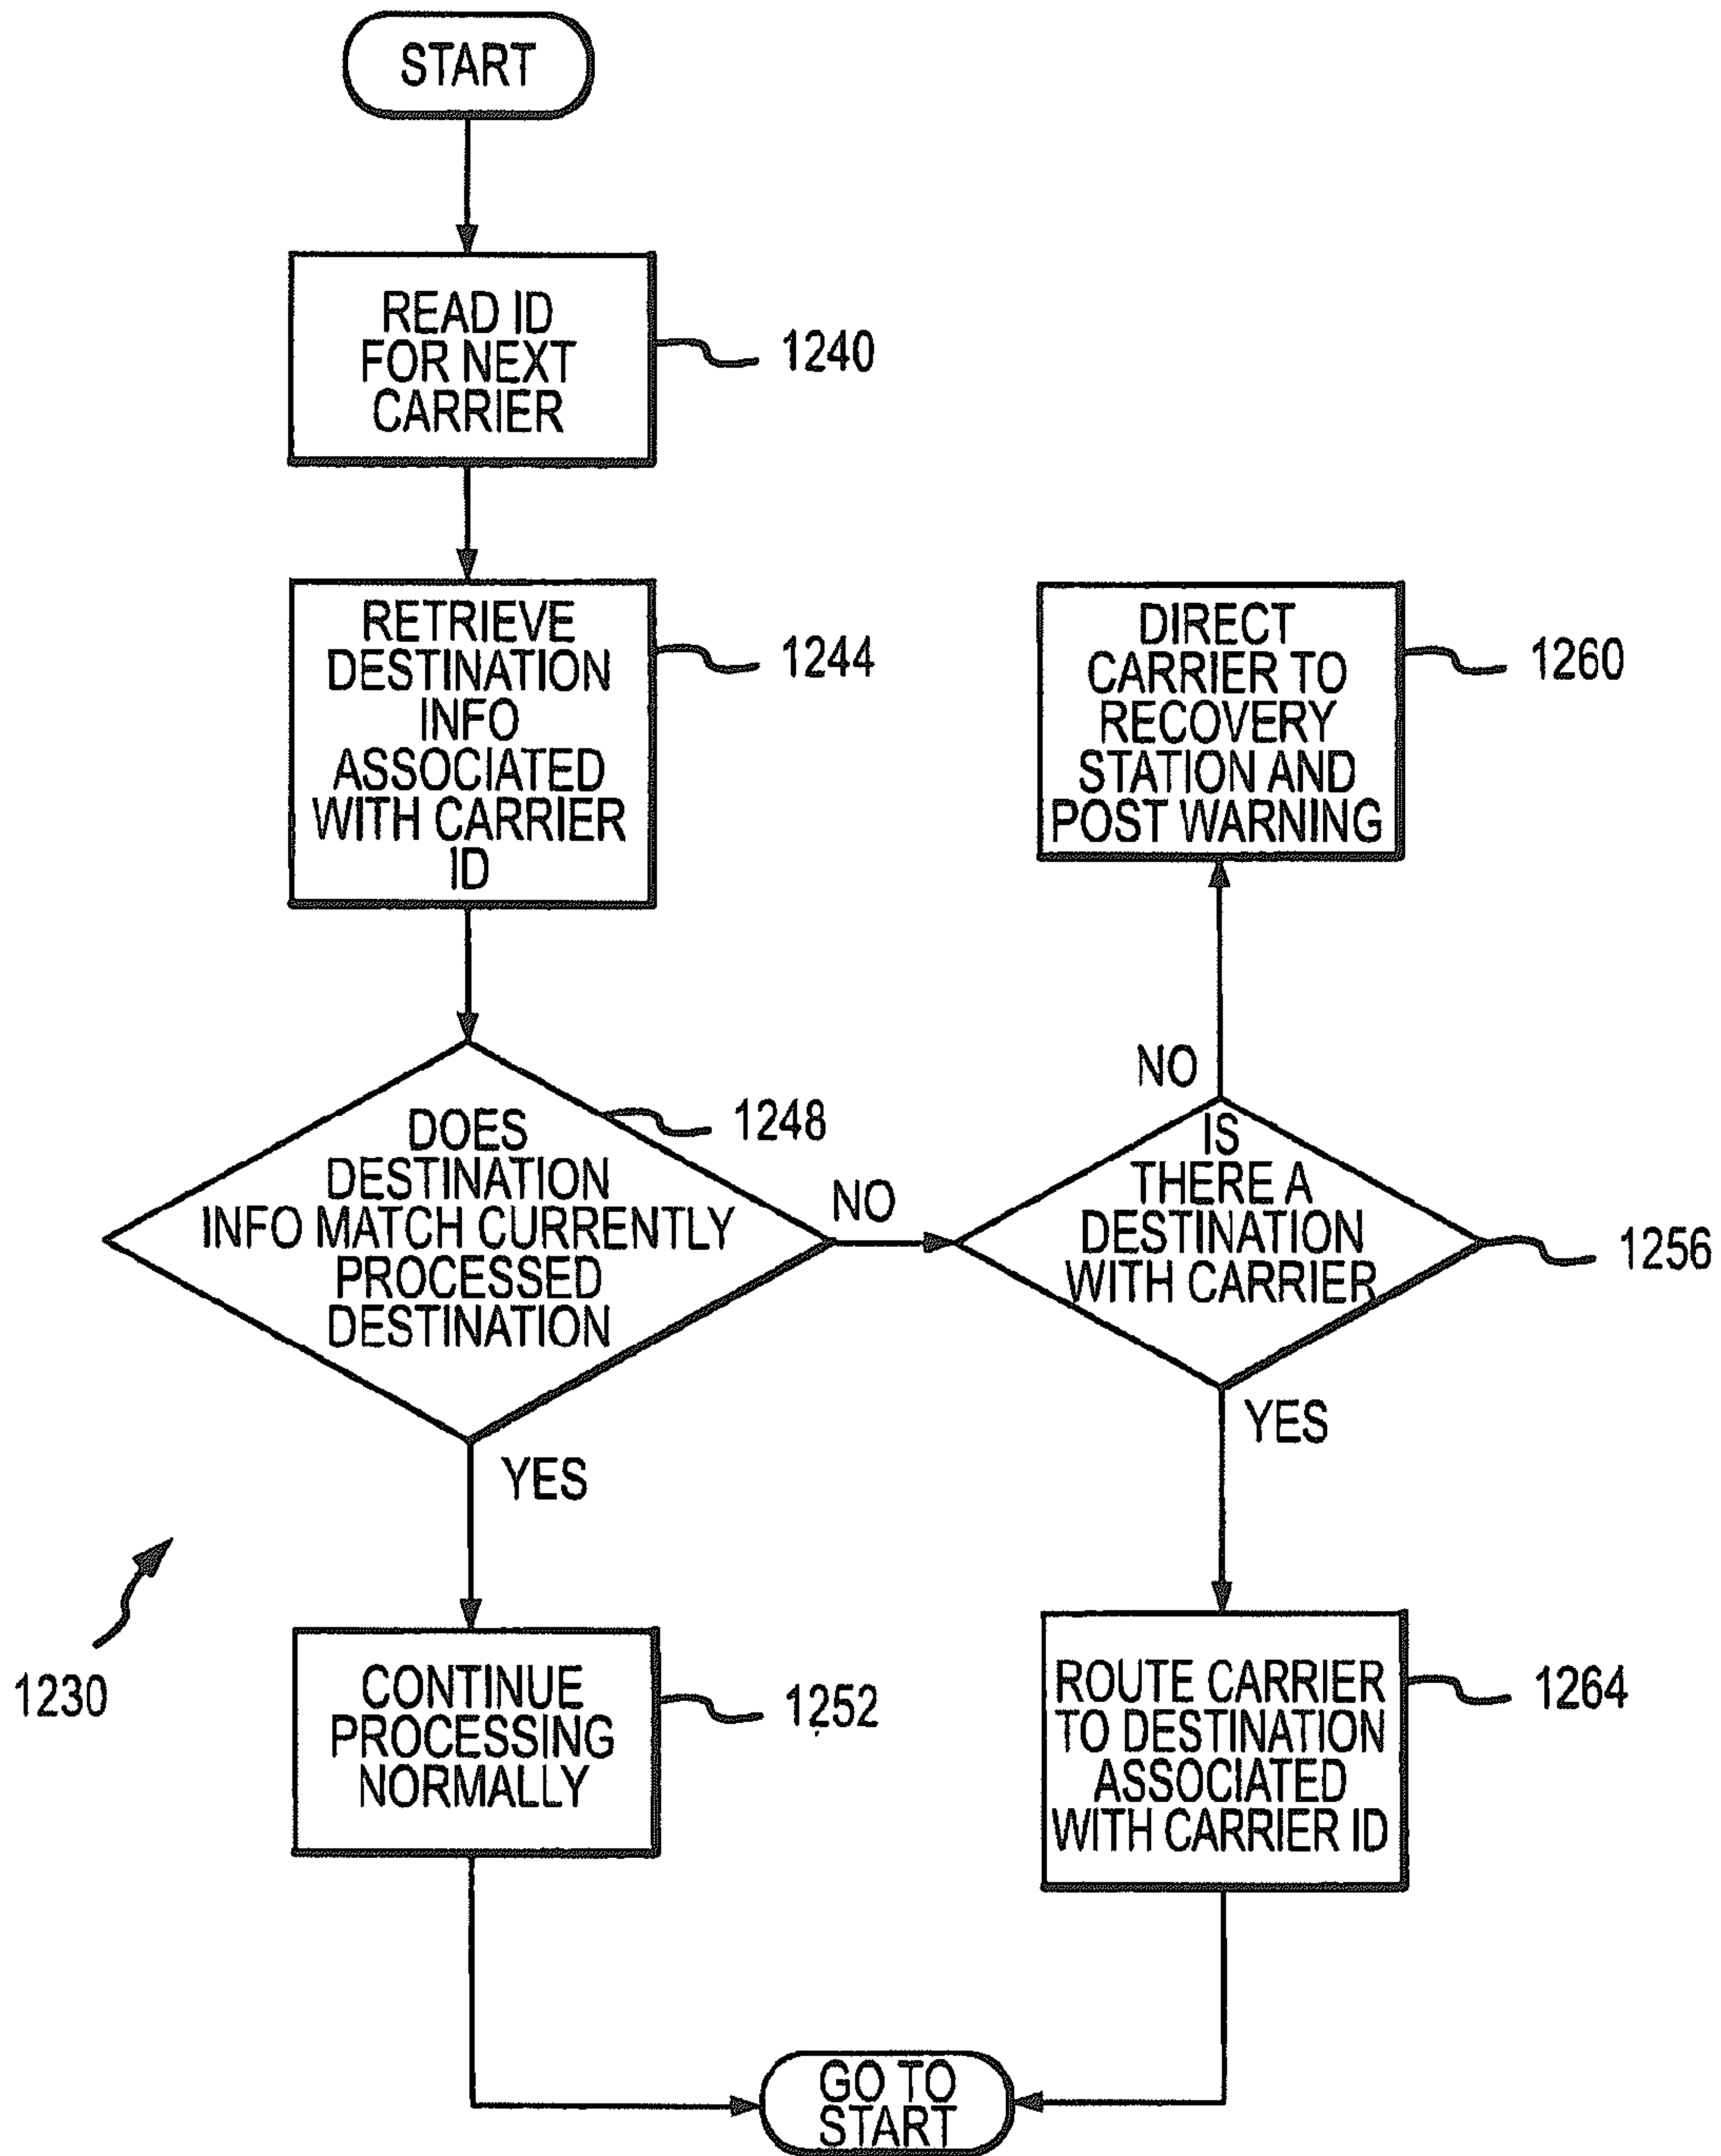 START
READ ID
FOR NEXT
CARRIER
1240
RETRIEVE
DESTINATION
INFO
ASSOCIATED
WITH CARRIER
ID
1244
DIRECT
CARRIER TO
RECOVERY
STATION AND
POST WARNING
1260
DOES
DESTINATION
INFO MATCH CURRENTLY
PROCESSED
DESTINATION
1248
NO
NO
IS
THERE A
DESTINATION
WITH CARRIER
1256
YES
YES
1230
CONTINUE
PROCESSING
NORMALLY
1252
ROUTE CARRIER
TO DESTINATION
ASSOCIATED
WITH CARRIER ID
1264
GO TO
START